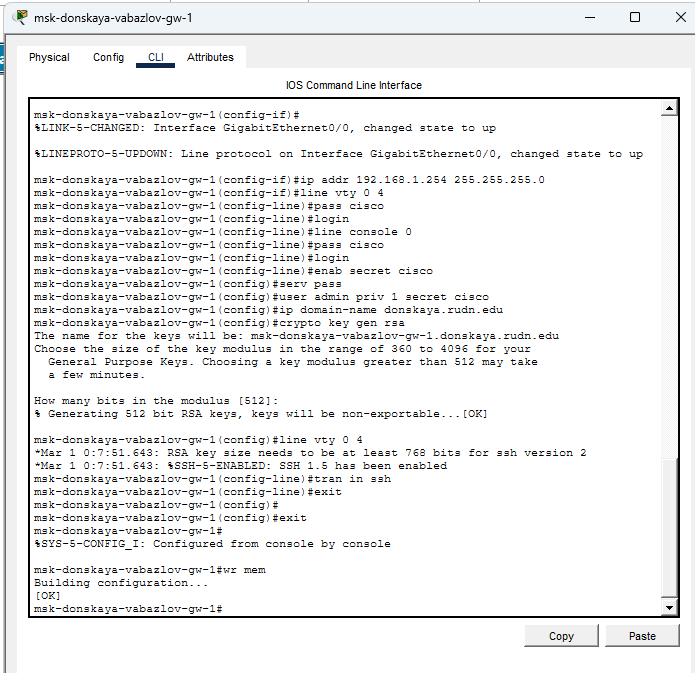 msk-donskaya-vabazlov-gw-1
Physical Config CLI Attributes
IOS Command Line Interface
msk-donskaya-vabazlov-gw-1(config-if)#
%LINK-5-CHANGED: Interface GigabitEthernet0/0, changed state to up
%LINEPROTO-5-UPDOWN: Line protocol on Interface GigabitEthernet0/0, changed state to up
msk-donskaya-vabazlov-gw-1(config-if)#ip addr 192.168.1.254 255.255.255.0
msk-donskaya-vabazlov-gw-1(config-if)#line vty 0 4
msk-donskaya-vabazlov-gw-1(config-line)#pass cisco
msk-donskaya-vabazlov-gw-1(config-line)#login
msk-donskaya-vabazlov-gw-1(config-line)#line console 0
msk-donskaya-vabazlov-gw-1(config-line)#pass cisco
msk-donskaya-vabazlov-gw-1(config-line)#login
msk-donskaya-vabazlov-gw-1(config-line)#enab secret cisco
msk-donskaya-vabazlov-gw-1(config)#serv pass
msk-donskaya-vabazlov-gw-1(config)#user admin priv 1 secret cisco
msk-donskaya-vabazlov-gw-1(config)#ip domain-name donskaya.rudn.edu
msk-donskaya-vabazlov-gw-1(config)#crypto key gen rsa
The name for the keys will be: msk-donskaya-vabazlov-gw-1.donskaya.rudn.edu
Choose the size of the key modulus in the range of 360 to 4096 for your
General Purpose Keys. Choosing a key modulus greater than 512 may take
a few minutes.
How many bits in the modulus [512]:
% Generating 512 bit RSA keys, keys will be non-exportable...[OK]
msk-donskaya-vabazlov-gw-1(config)#line vty 0 4
*Mar 1 0:7:51.643: RSA key size needs to be at least 768 bits for ssh version 2
*Mar 1 0:7:51.643: %SSH-5-ENABLED: SSH 1.5 has been enabled
msk-donskaya-vabazlov-gw-1(config-line)#tran in ssh
msk-donskaya-vabazlov-gw-1(config-line)#exit
msk-donskaya-vabazlov-gw-1(config)#
msk-donskaya-vabazlov-gw-1(config)#exit
msk-donskaya-vabazlov-gw-1#
%SYS-5-CONFIG_I: Configured from console by console
msk-donskaya-vabazlov-gw-1#wr mem
Building configuration...
[OK]
msk-donskaya-vabazlov-gw-1#
Copy Paste